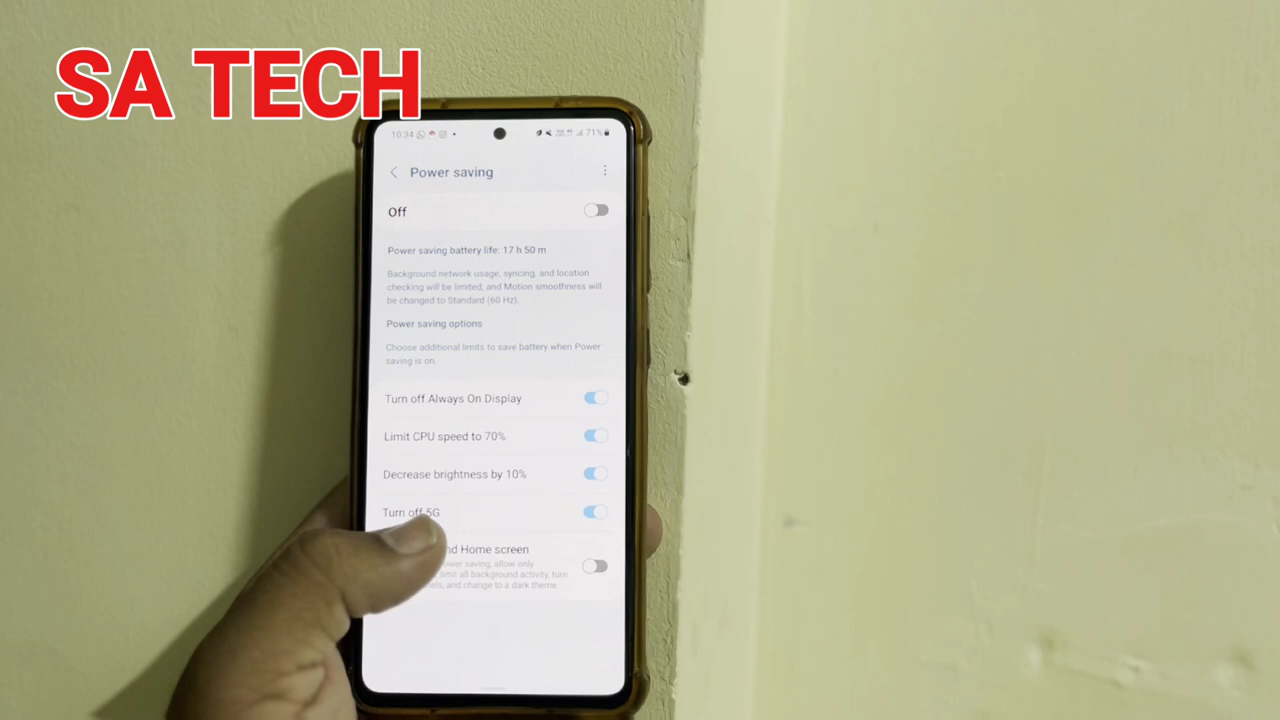 SA TECH
10:34
71%
Power saving
Off
Power saving battery life: 17 h 50 m
Background network usage, syncing, and location
checking will be limited, and Motion smoothness will
be changed to Standard (60 Hz).
Power saving options
Choose additional limits to save battery when Power
saving is on.
Turn off Always On Display
Limit CPU speed to 70%
Decrease brightness by 10%
Turn off 5G
Home screen
power saving, allow only
limit all background activity, turn
and change to a dark theme.